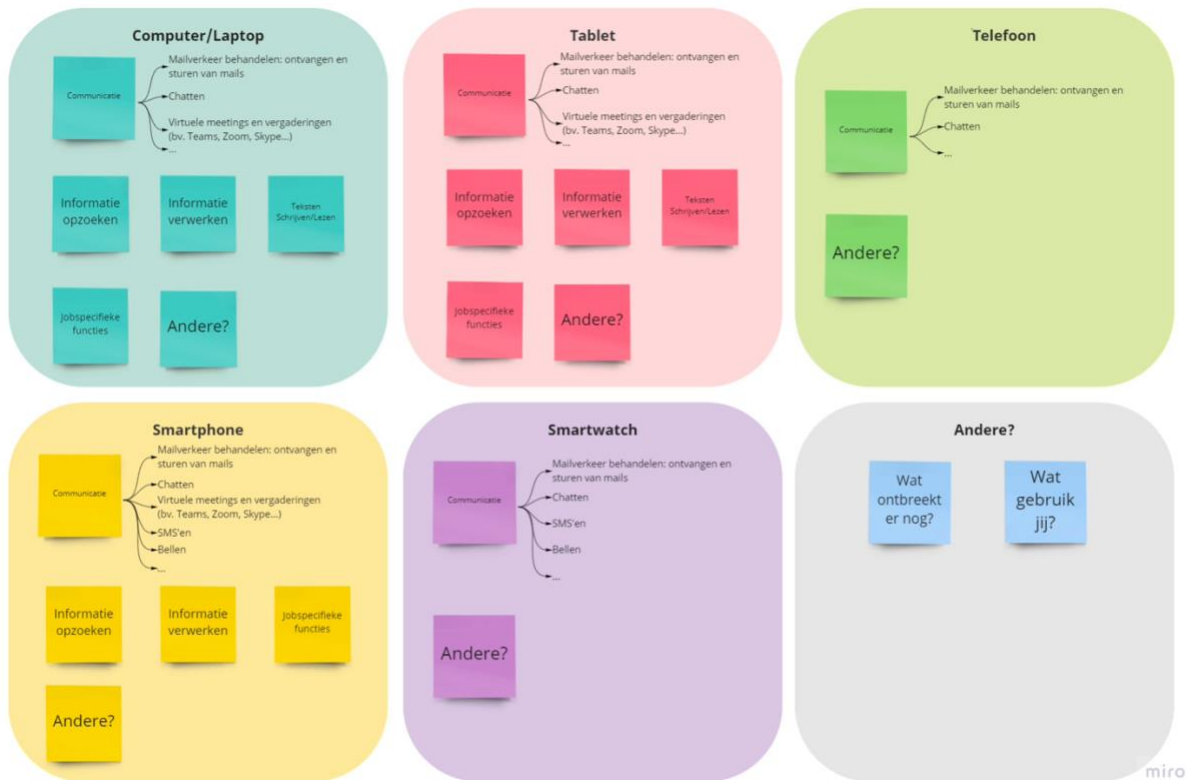 Computer/Laptop
Communicatie
Mailverkeer behandelen: ontvangen en
sturen van mails
Chatten
Virtuele meetings en vergaderingen
(bv. Teams, Zoom, Skype...)
...
Informatie
opzoeken
Informatie
verwerken
Teksten
Schrijven/Lezen
Jobspecifieke
functies
Andere?
Tablet
Communicatie
Mailverkeer behandelen: ontvangen en
sturen van mails
Chatten
Virtuele meetings en vergaderingen
(bv. Teams, Zoom, Skype...)
...
Informatie
opzoeken
Informatie
verwerken
Teksten
Schrijven/Lezen
Jobspecifieke
functies
Andere?
Telefoon
Communicatie
Mailverkeer behandelen: ontvangen en
sturen van mails
Chatten
...
Andere?
Smartphone
Communicatie
Mailverkeer behandelen: ontvangen en
sturen van mails
Chatten
Virtuele meetings en vergaderingen
(bv. Teams, Zoom, Skype...)
SMS'en
Bellen
...
Informatie
opzoeken
Informatie
verwerken
Jobspecifieke
functies
Andere?
Smartwatch
Communicatie
Mailverkeer behandelen: ontvangen en
sturen van mails
Chatten
SMS'en
Bellen
...
Andere?
Andere?
Wat
ontbreekt
er nog?
Wat
gebruik
jij?
miro